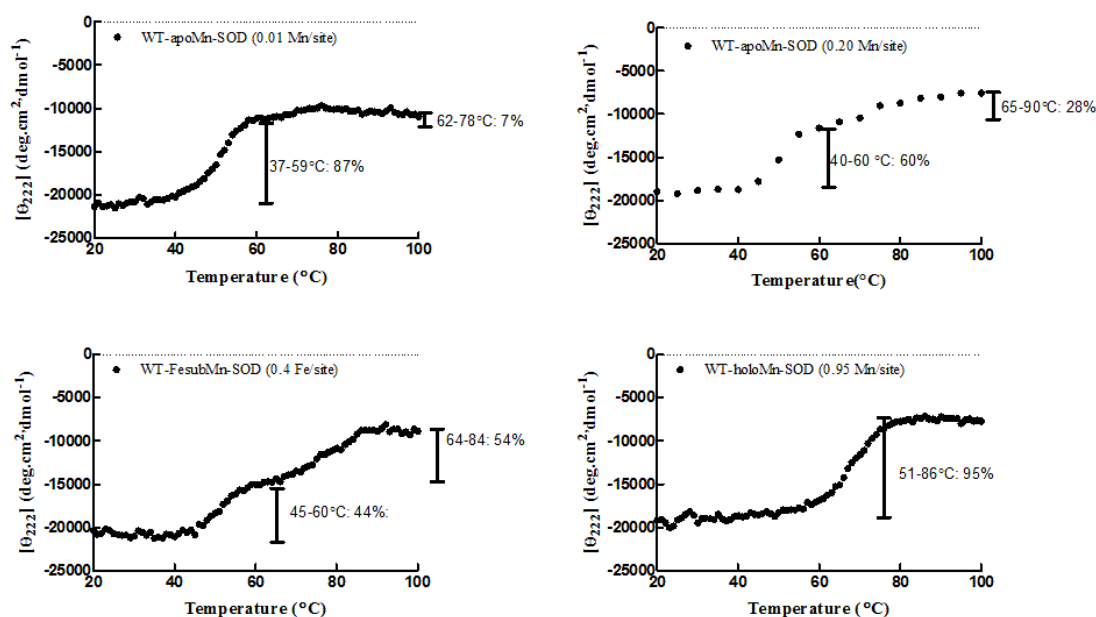 WT-apoMn-SOD (0.01 Mn/site)
[θ222] (deg.cm2.dmol-1)
0
-5000
-10000
-15000
-20000
-25000
62-78°C: 7%
37-59°C: 87%
20 40 60 80 100
Temperature (°C)
WT-apoMn-SOD (0.20 Mn/site)
[θ222] (deg.cm2.dmol-1)
0
-5000
-10000
-15000
-20000
-25000
65-90°C: 28%
40-60 °C: 60%
20 40 60 80 100
Temperature(°C)
WT-FesubMn-SOD (0.4 Fe/site)
[θ222] (deg.cm2.dmol-1)
0
-5000
-10000
-15000
-20000
-25000
64-84: 54%
45-60°C: 44%:
20 40 60 80 100
Temperature (°C)
WT-holoMn-SOD (0.95 Mn/site)
[θ222] (deg.cm2.dmol-1)
0
-5000
-10000
-15000
-20000
-25000
51-86°C: 95%
20 40 60 80 100
Temperature (°C)